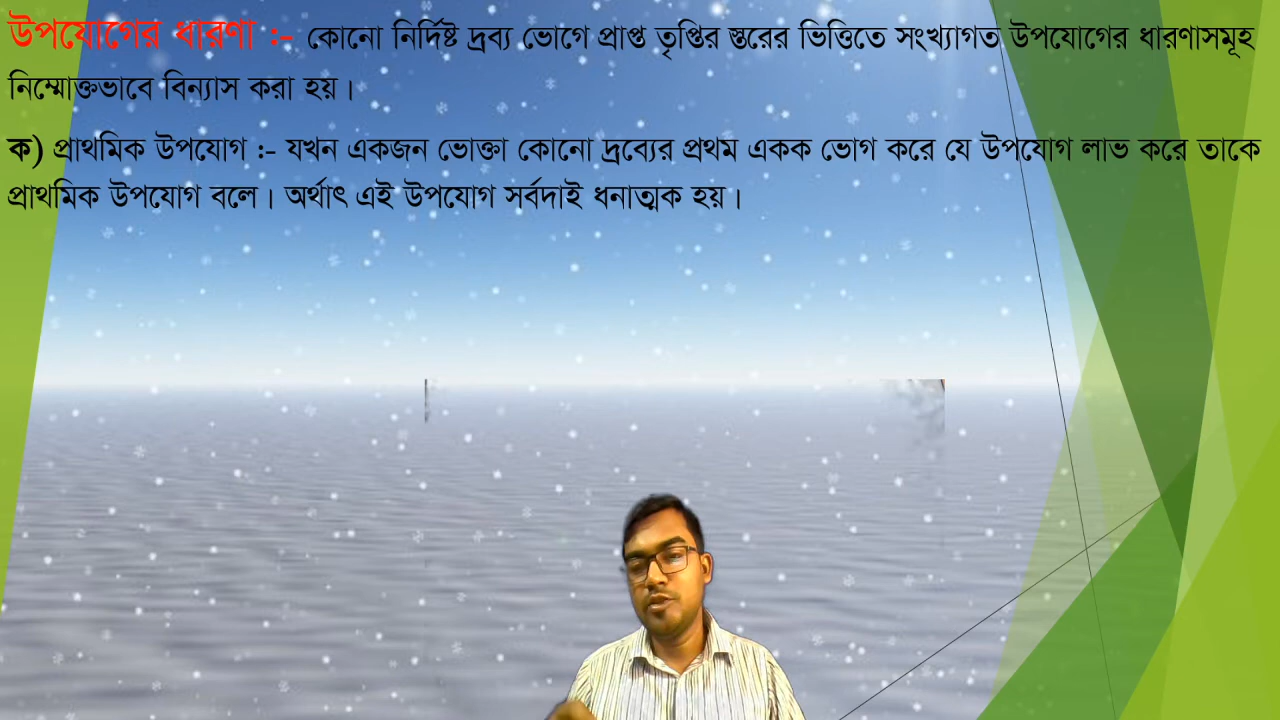 উপযোগের ধারণা :- কোনো নির্দিষ্ট দ্রব্য ভোগে প্রাপ্ত তৃপ্তির স্তরের ভিত্তিতে সংখ্যাগত উপযোগের ধারণাসমূহ
নিম্মোক্তভাবে বিন্যাস করা হয়।
ক) প্রাথমিক উপযোগ :- যখন একজন ভোক্তা কোনো দ্রব্যের প্রথম একক ভোগ করে যে উপযোগ লাভ করে তাকে
প্রাথমিক উপযোগ বলে। অর্থাৎ এই উপযোগ সর্বদাই ধনাত্মক হয়।